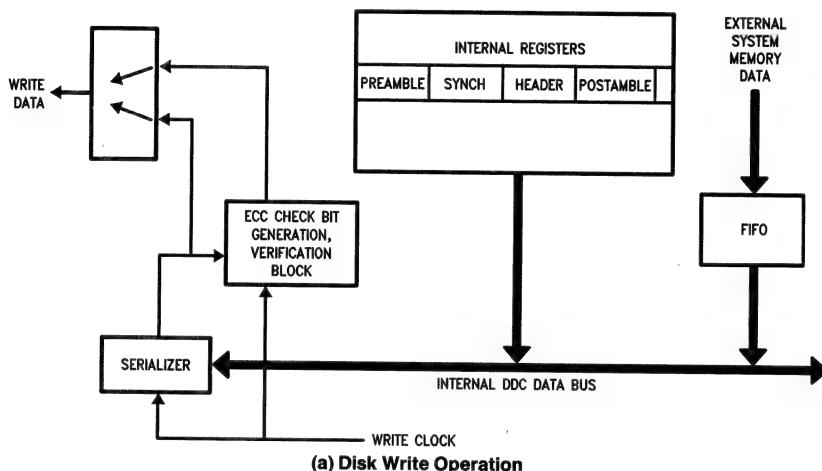 WRITE
DATA
INTERNAL REGISTERS
PREAMBLE SYNCH HEADER POSTAMBLE
EXTERNAL
SYSTEM
MEMORY
DATA
ECC CHECK BIT
GENERATION,
VERIFICATION
BLOCK
FIFO
SERIALIZER
INTERNAL DDC DATA BUS
WRITE CLOCK
(a) Disk Write Operation